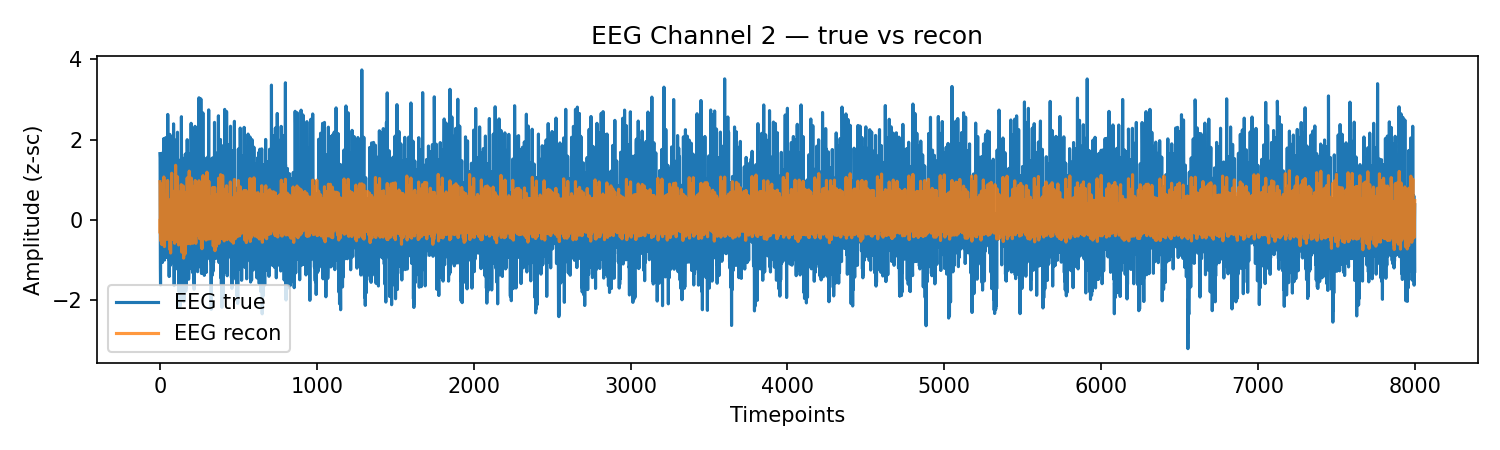 EEG Channel 2 — true vs recon
Amplitude (z-sc)
4
2
0
−2
EEG true
EEG recon
0 1000 2000 3000 4000 5000 6000 7000 8000
Timepoints